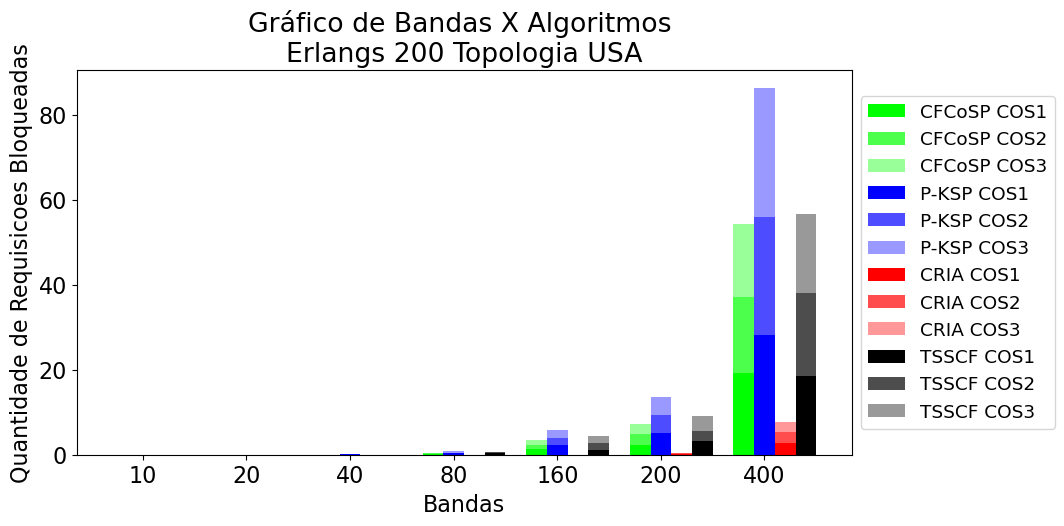 Gráfico de Bandas X Algoritmos
Erlangs 200 Topologia USA
Quantidade de Requisicoes Bloqueadas
80
60
40
20
0
10 20 40 80 160 200 400
Bandas
CFCoSP COS1
CFCoSP COS2
CFCoSP COS3
P-KSP COS1
P-KSP COS2
P-KSP COS3
CRIA COS1
CRIA COS2
CRIA COS3
TSSCF COS1
TSSCF COS2
TSSCF COS3